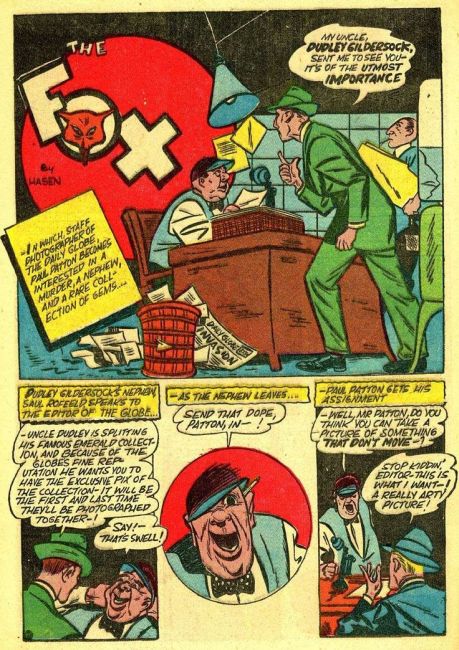 THE
FOX
BY
HASEN
-IN WHICH, STAFF
PHOTOGRAPHER OF
THE DAILY GLOBE,
PAUL PATTON BECOMES
INTERESTED IN A
MURDER, A NEPHEW,
AND A RARE COLL-
ECTION OF GEMS...
MY UNCLE,
DUDLEY GILDERSOCK,
SENT ME TO SEE YOU-
IT'S OF THE UTMOST
IMPORTANCE
DAILY GLOBE
INVASION
DUDLEY GILDERSOCK'S NEPHEW
SAUL ROFEELD SPEAKS TO
THE EDITOR OF THE GLOBE...
-UNCLE DUDLEY IS SPLITTING
HIS FAMOUS EMERALD COLLECT-
ION, AND BECAUSE OF THE
GLOBE'S FINE REP-
UTATION HE WANTS YOU TO
HAVE THE EXCLUSIVE PIX OF
THE COLLECTION- IT WILL BE
THE FIRST AND LAST TIME
THEY'LL BE PHOTOGRAPHED
TOGETHER-!
SAY!-
THAT'S SWELL!
-AS THE NEPHEW LEAVES....
SEND THAT DOPE,
PATTON, IN-!
-PAUL PATTON GETS HIS
ASSIGNMENT
-WELL, MR PATTON, DO YOU
THINK YOU CAN TAKE A
PICTURE OF SOMETHING
THAT DON'T MOVE-!
STOP KIDDIN',
EDITOR-THIS IS
WHAT I WANT-!
A REALLY ARTY
PICTURE!